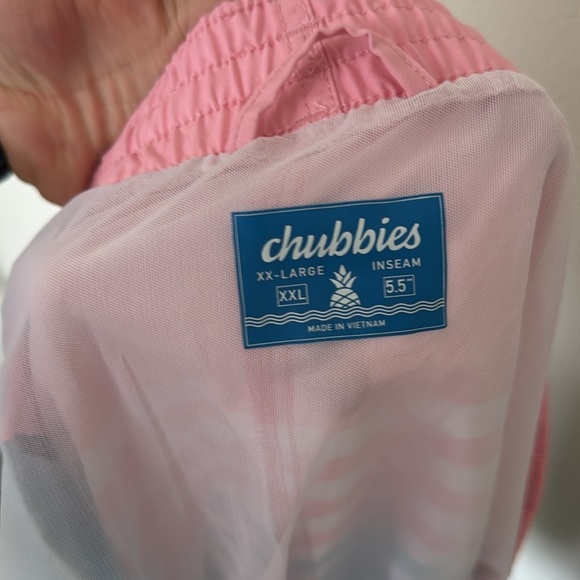 chubbies
XX-LARGE INSEAM
XXL 5.5"
MADE IN VIETNAM